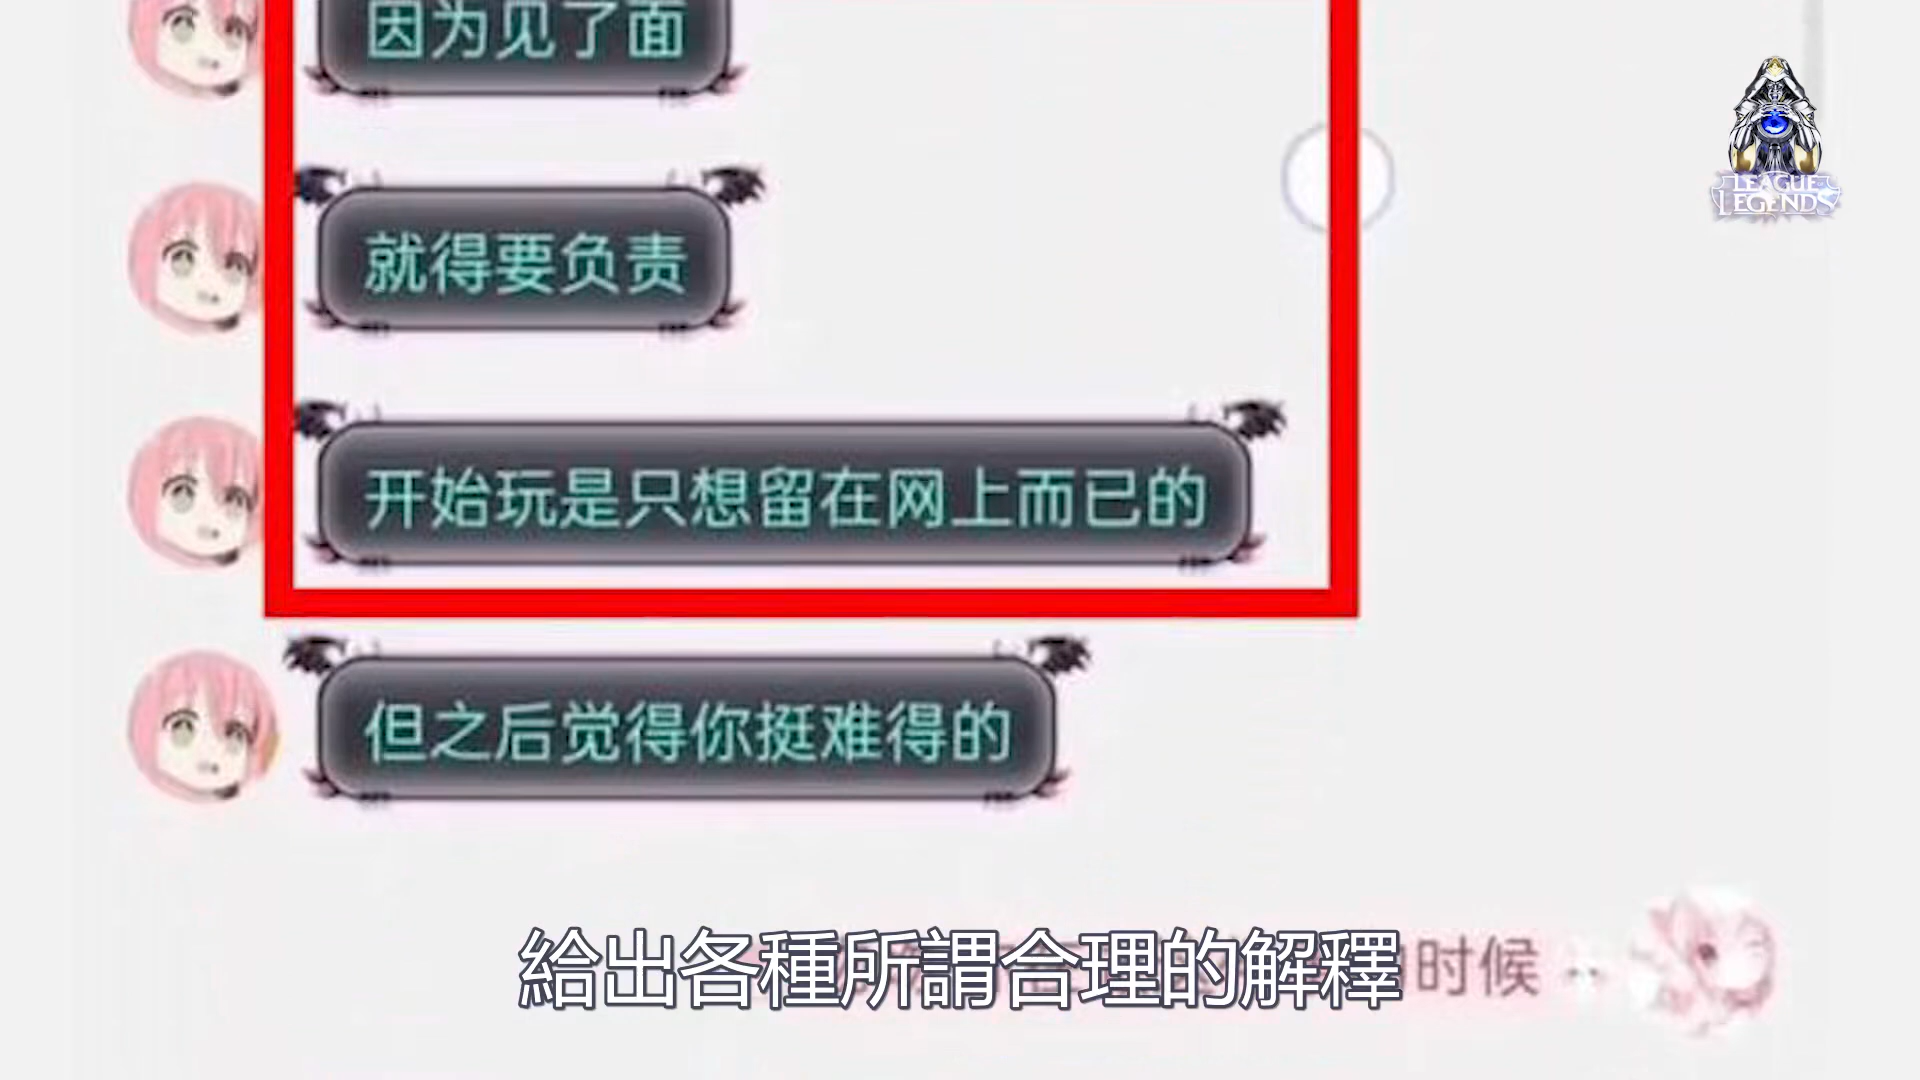 因为见了面
LEAGUE
LEGENDS
就得要负责
开始玩是只想留在网上而已的
但之后觉得你挺难得的
时候
給出各種所謂合理的解釋